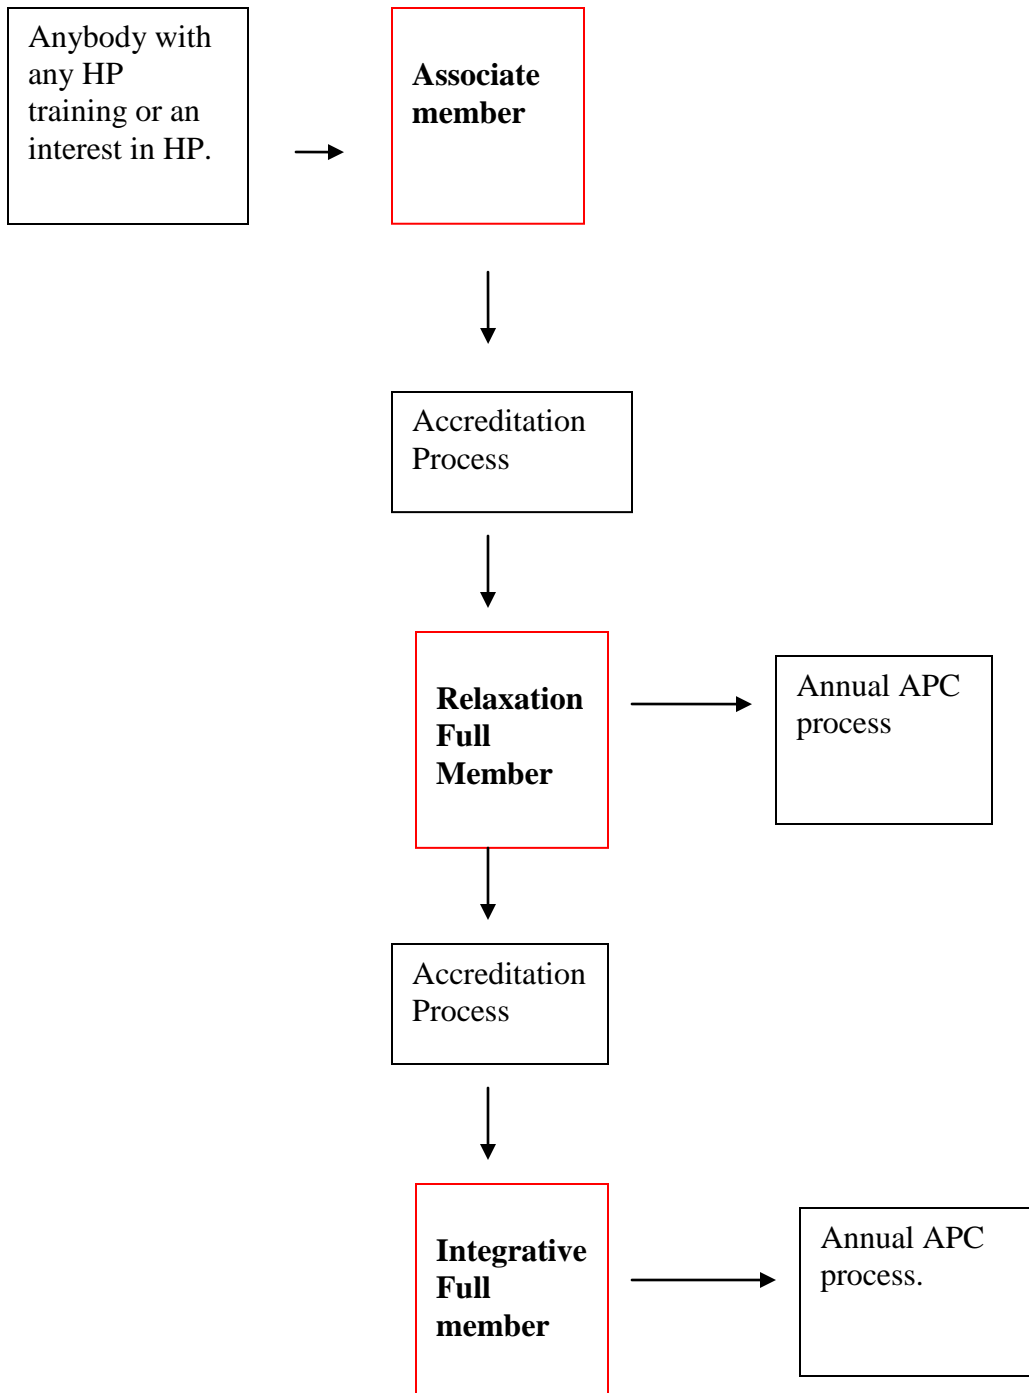 Anybody with
any HP
training or an
interest in HP.
Associate
member
Accreditation
Process
Relaxation
Full
Member
Annual APC
process
Accreditation
Process
Integrative
Full
member
Annual APC
process.